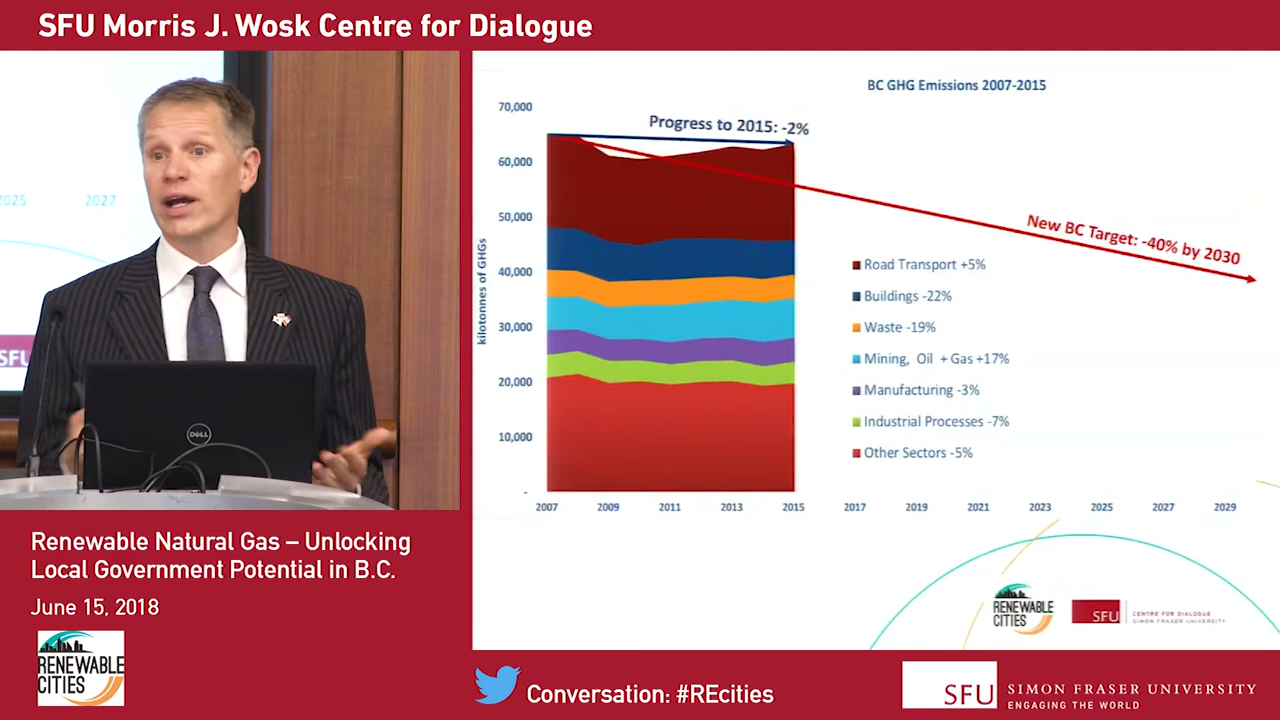 SFU Morris J. Wosk Centre for Dialogue
2025 2027
SFU
DELL
BC GHG Emissions 2007-2015
Progress to 2015: -2%
New BC Target: -40% by 2030
kilotonnes of GHGs
70,000
60,000
50,000
40,000
30,000
20,000
10,000
-
2007 2009 2011 2013 2015 2017 2019 2021 2023 2025 2027 2029
Road Transport +5%
Buildings -22%
Waste -19%
Mining, Oil + Gas +17%
Manufacturing -3%
Industrial Processes -7%
Other Sectors -5%
RENEWABLE
CITIES
SFU
CENTRE FOR DIALOGUE
SIMON FRASER UNIVERSITY
Renewable Natural Gas – Unlocking
Local Government Potential in B.C.
June 15, 2018
RENEWABLE
CITIES
Conversation: #REcities
SFU
SIMON FRASER UNIVERSITY
ENGAGING THE WORLD